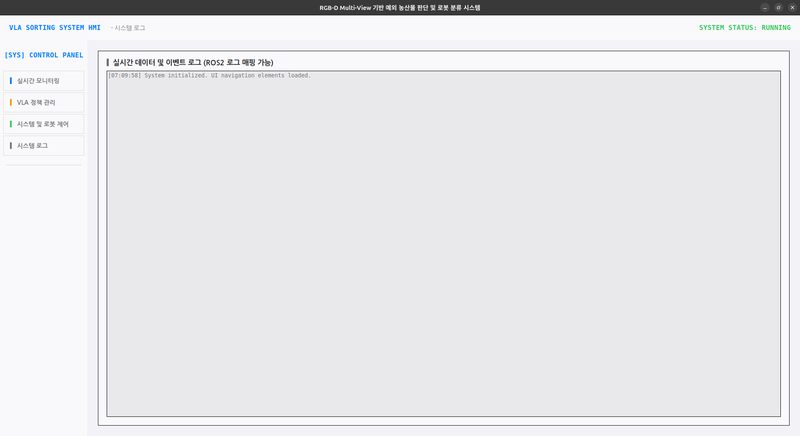 RGB-D Multi-View 기반 예외 농산물 판단 및 로봇 분류 시스템
VLA SORTING SYSTEM HMI - 시스템 로그 SYSTEM STATUS: RUNNING
[SYS] CONTROL PANEL
실시간 모니터링
VLA 정책 관리
시스템 및 로봇 제어
시스템 로그
실시간 데이터 및 이벤트 로그 (ROS2 로그 매핑 가능)
[07:09:58] System initialized. UI navigation elements loaded.